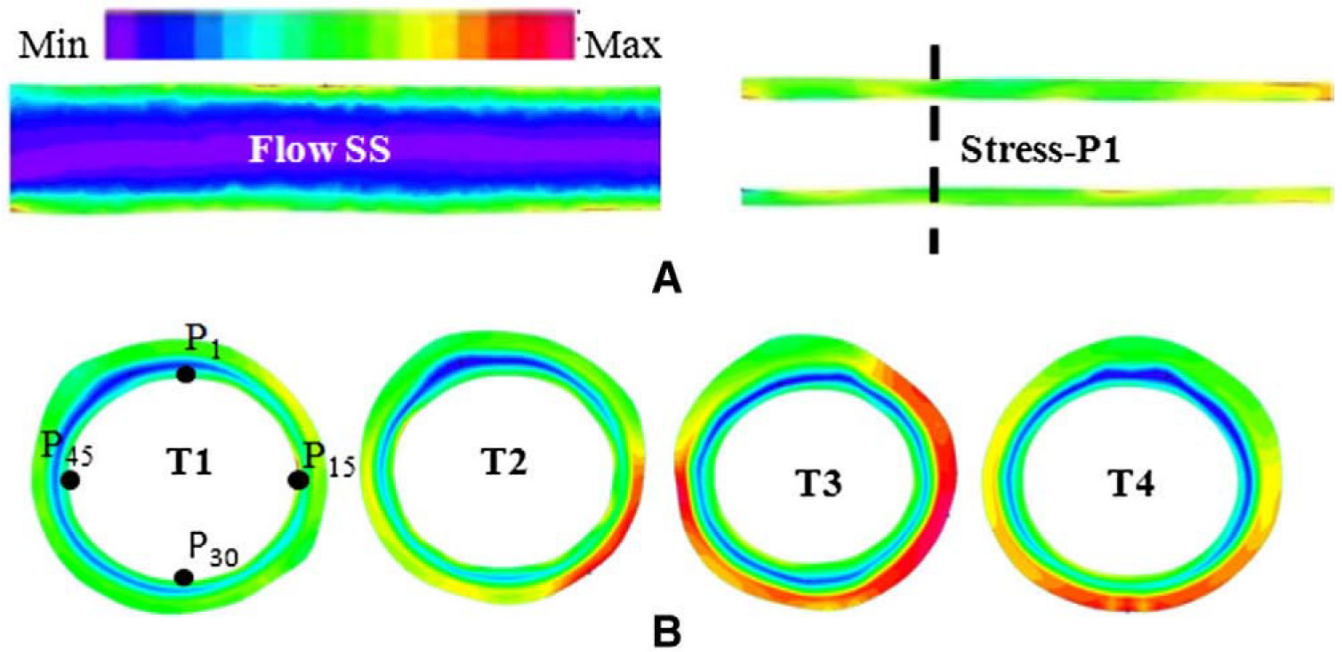 Min Max
Flow SS
Stress-P1
A
P1
P45 T1 P15
P30
T2
T3
T4
B